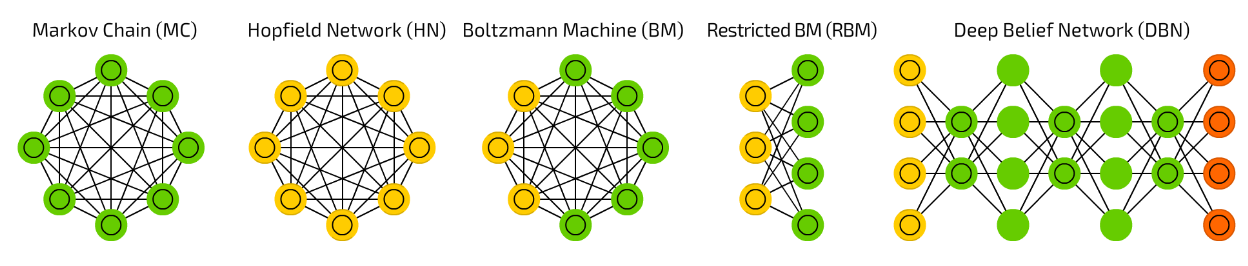 Markov Chain (MC)
Hopfield Network (HN)
Boltzmann Machine (BM)
Restricted BM (RBM)
Deep Belief Network (DBN)